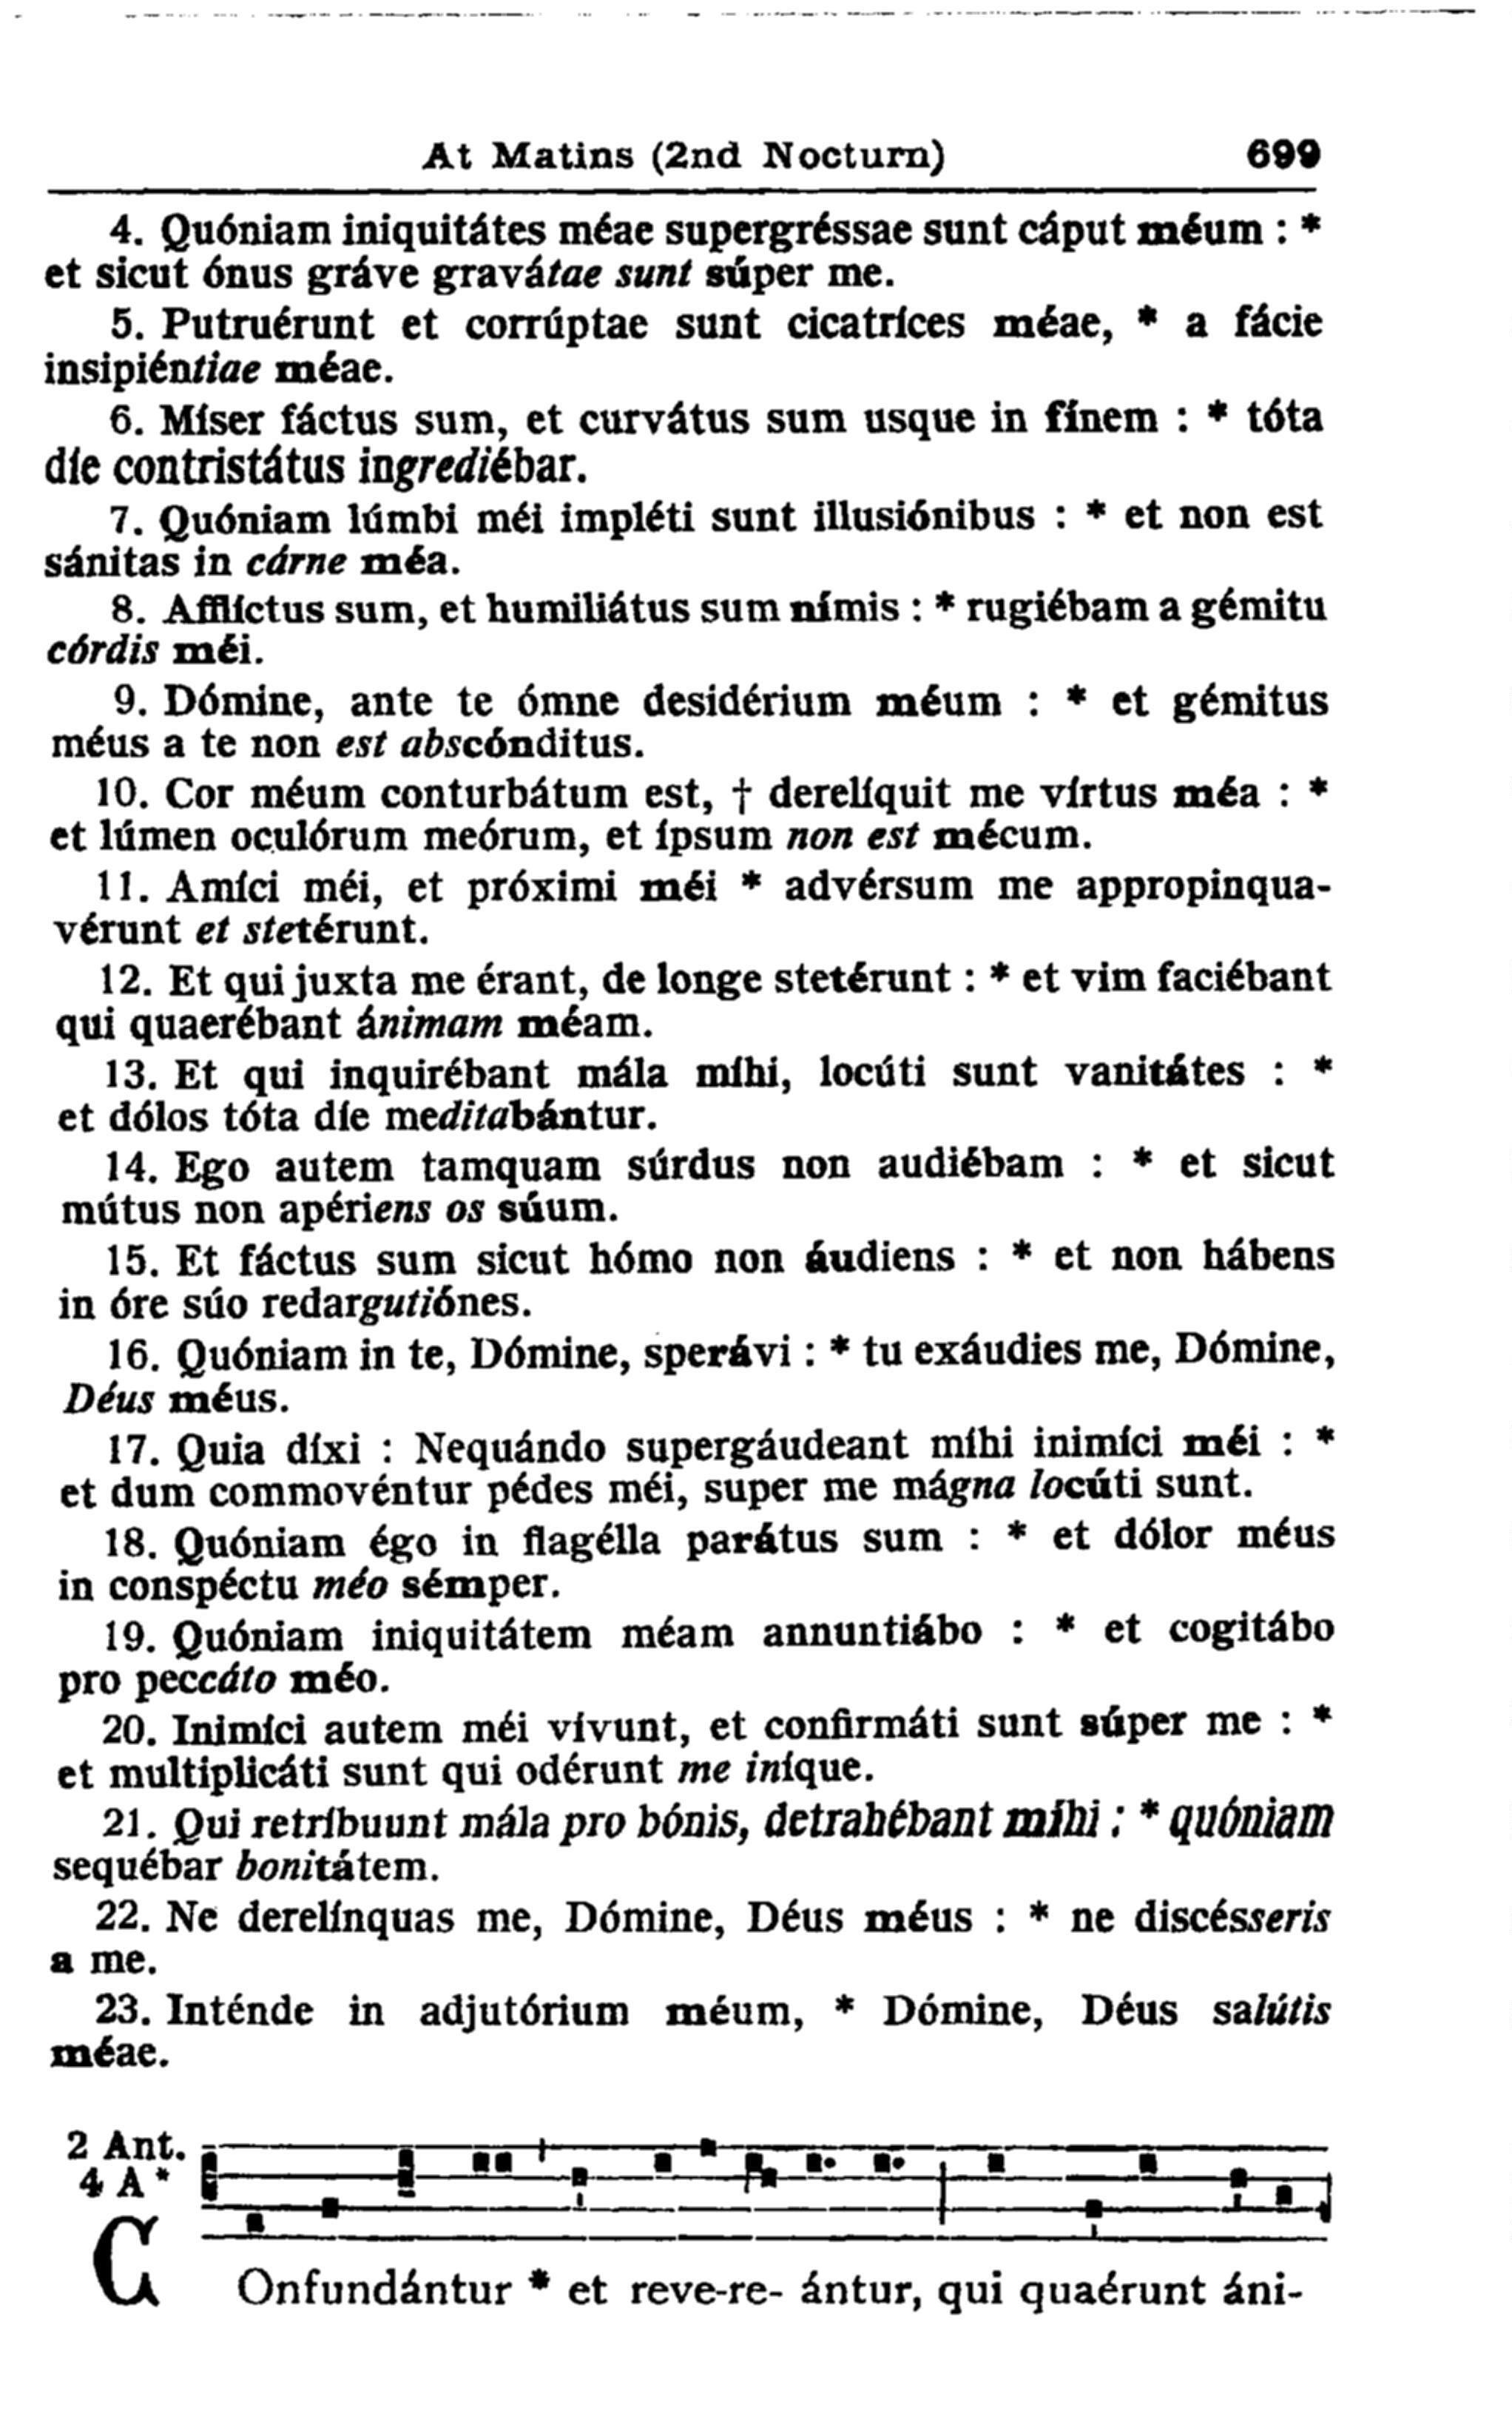 At Matins (2nd Nocturn) 699
4. Quóniam iniquitátes méae supergréssae sunt cáput méum : *
et sicut ónus gráve gravátae sunt súper me.
5. Putruérunt et corrúptae sunt cicatríces méae, * a fácie
insipiéntiae méae.
6. Míser fáctus sum, et curvátus sum usque in fínem : * tóta
díe contristátus ingrediébar.
7. Quóniam lúmbi méi impléti sunt illusiónibus : * et non est
sánitas in cárne méa.
8. Afflíctus sum, et humiliátus sum nímis : * rugiébam a gémitu
córdis méi.
9. Dómine, ante te ómne desidérium méum : * et gémitus
méus a te non est abscónditus.
10. Cor méum conturbátum est, † derelíquit me vírtus méa : *
et lúmen oculórum meórum, et ípsum non est mécum.
11. Amíci méi, et próximi méi * advérsum me appropinqua-
vérunt et stetérunt.
12. Et qui juxta me érant, de longe stetérunt : * et vim faciébant
qui quaerébant ánimam méam.
13. Et qui inquirébant mála míhi, locúti sunt vanitátes : *
et dólos tóta díe meditabántur.
14. Ego autem tamquam súrdus non audiébam : * et sicut
mútus non apériens os súum.
15. Et fáctus sum sicut hómo non áudiens : * et non hábens
in óre súo redargutiónes.
16. Quóniam in te, Dómine, sperávi : * tu exáudies me, Dómine,
Déus méus.
17. Quia díxi : Nequándo supergáudeant míhi inimíci méi : *
et dum commovéntur pédes méi, super me mágna locúti sunt.
18. Quóniam égo in flagélla parátus sum : * et dólor méus
in conspéctu méo sémper.
19. Quóniam iniquitátem méam annuntiábo : * et cogitábo
pro peccáto méo.
20. Inimíci autem méi vívunt, et confirmáti sunt súper me : *
et multiplicáti sunt qui odérunt me iníque.
21. Qui retríbuunt mála pro bónis, detrahébant míhi : * quóniam
sequébar bonitátem.
22. Ne derelínquas me, Dómine, Déus méus : * ne discésseris
a me.
23. Inténde in adjutórium méum, * Dómine, Déus salútis
méae.
2 Ant.
4 A *
COnfundántur * et reve-re- ántur, qui quaérunt áni-